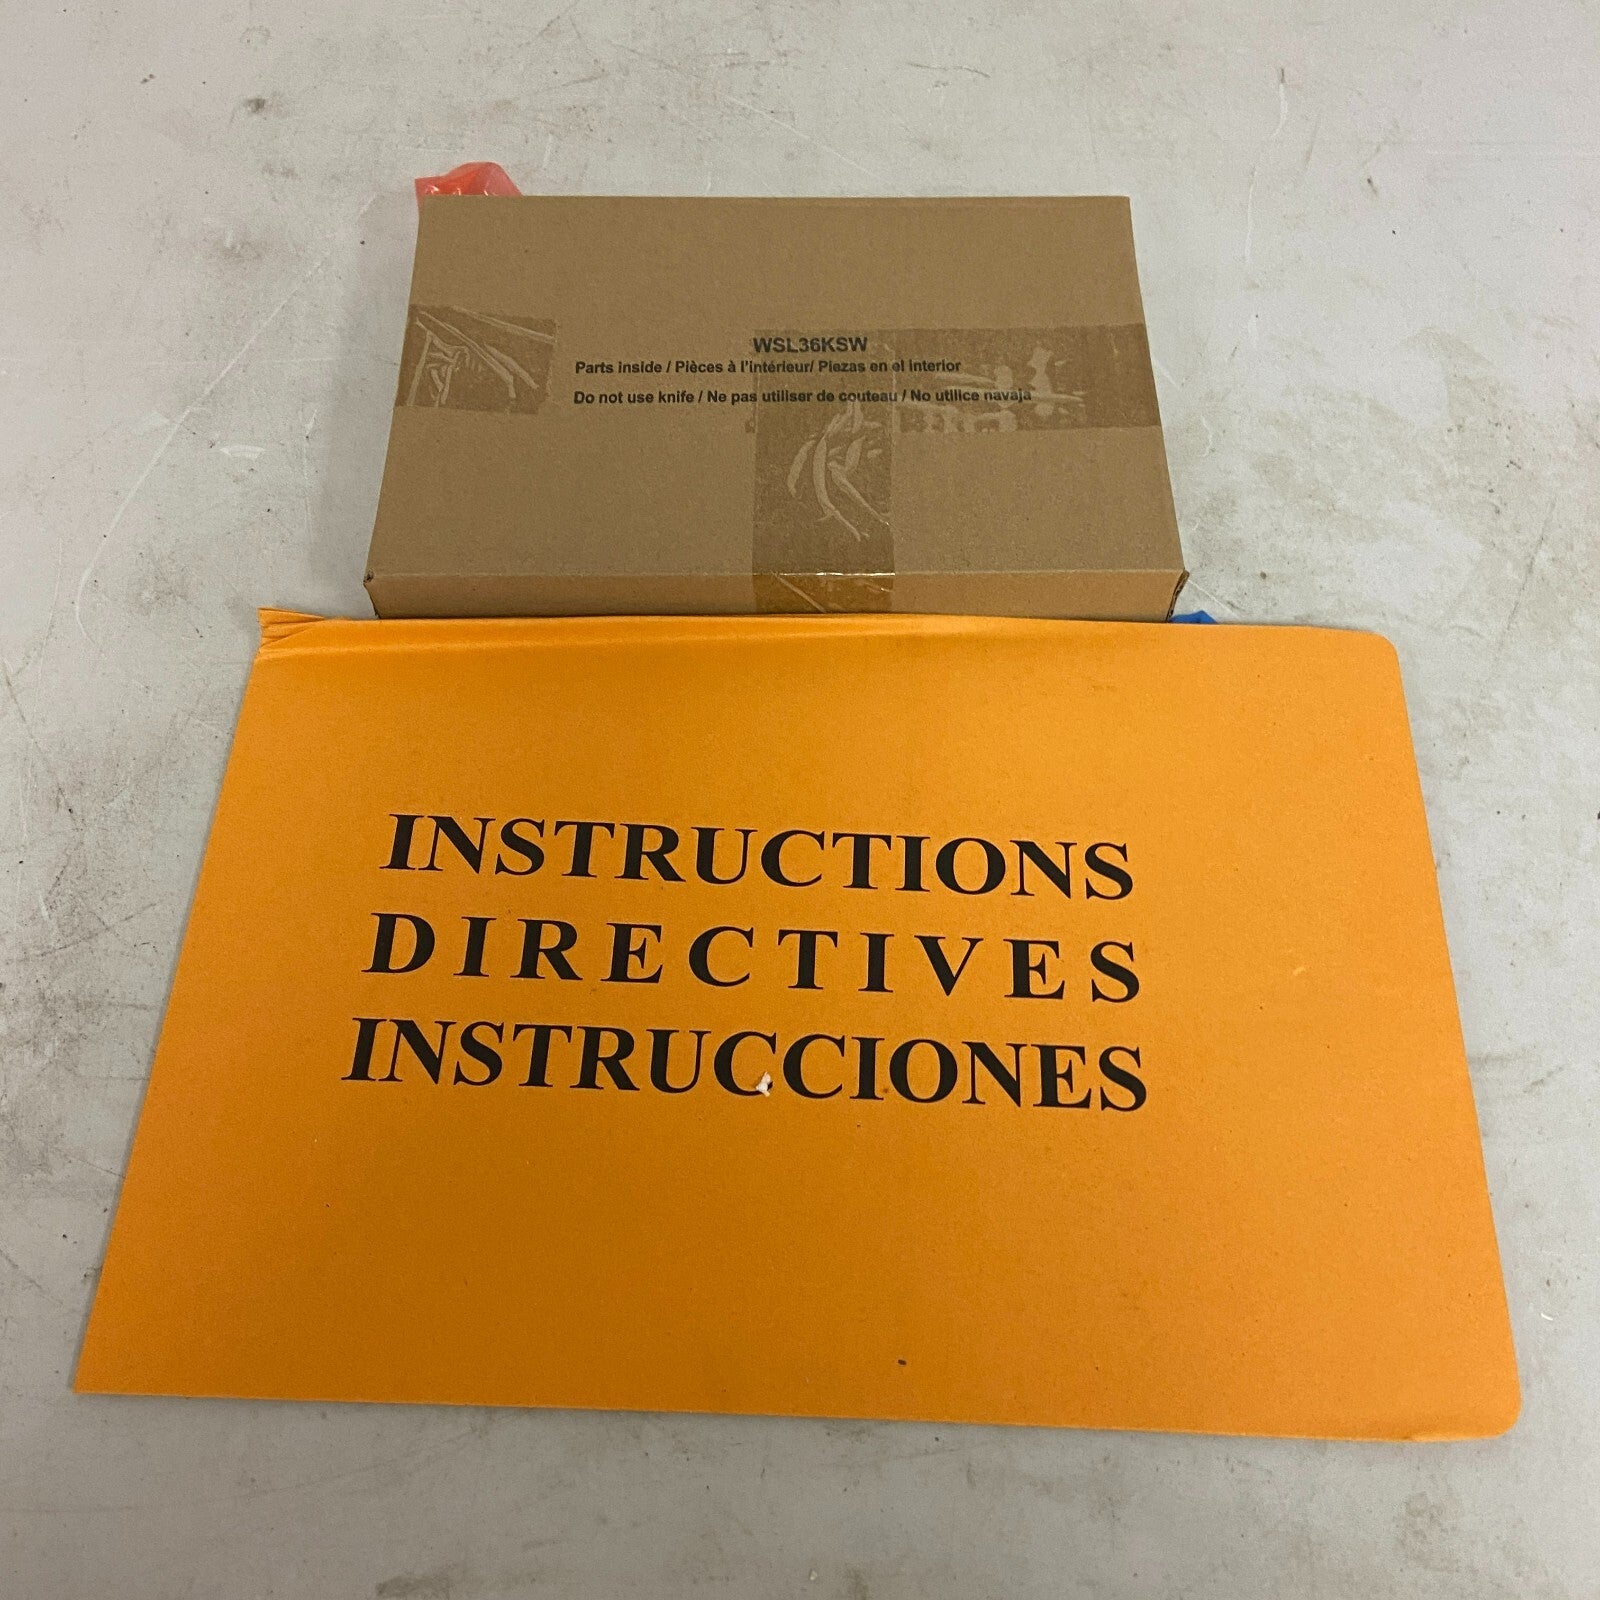 WSL36KSW
Parts inside / Pièces à l'intérieur/ Piezas en el interior
Do not use knife / Ne pas utiliser de couteau / No utilice navaja
INSTRUCTIONS
DIRECTIVES
INSTRUCCIONES